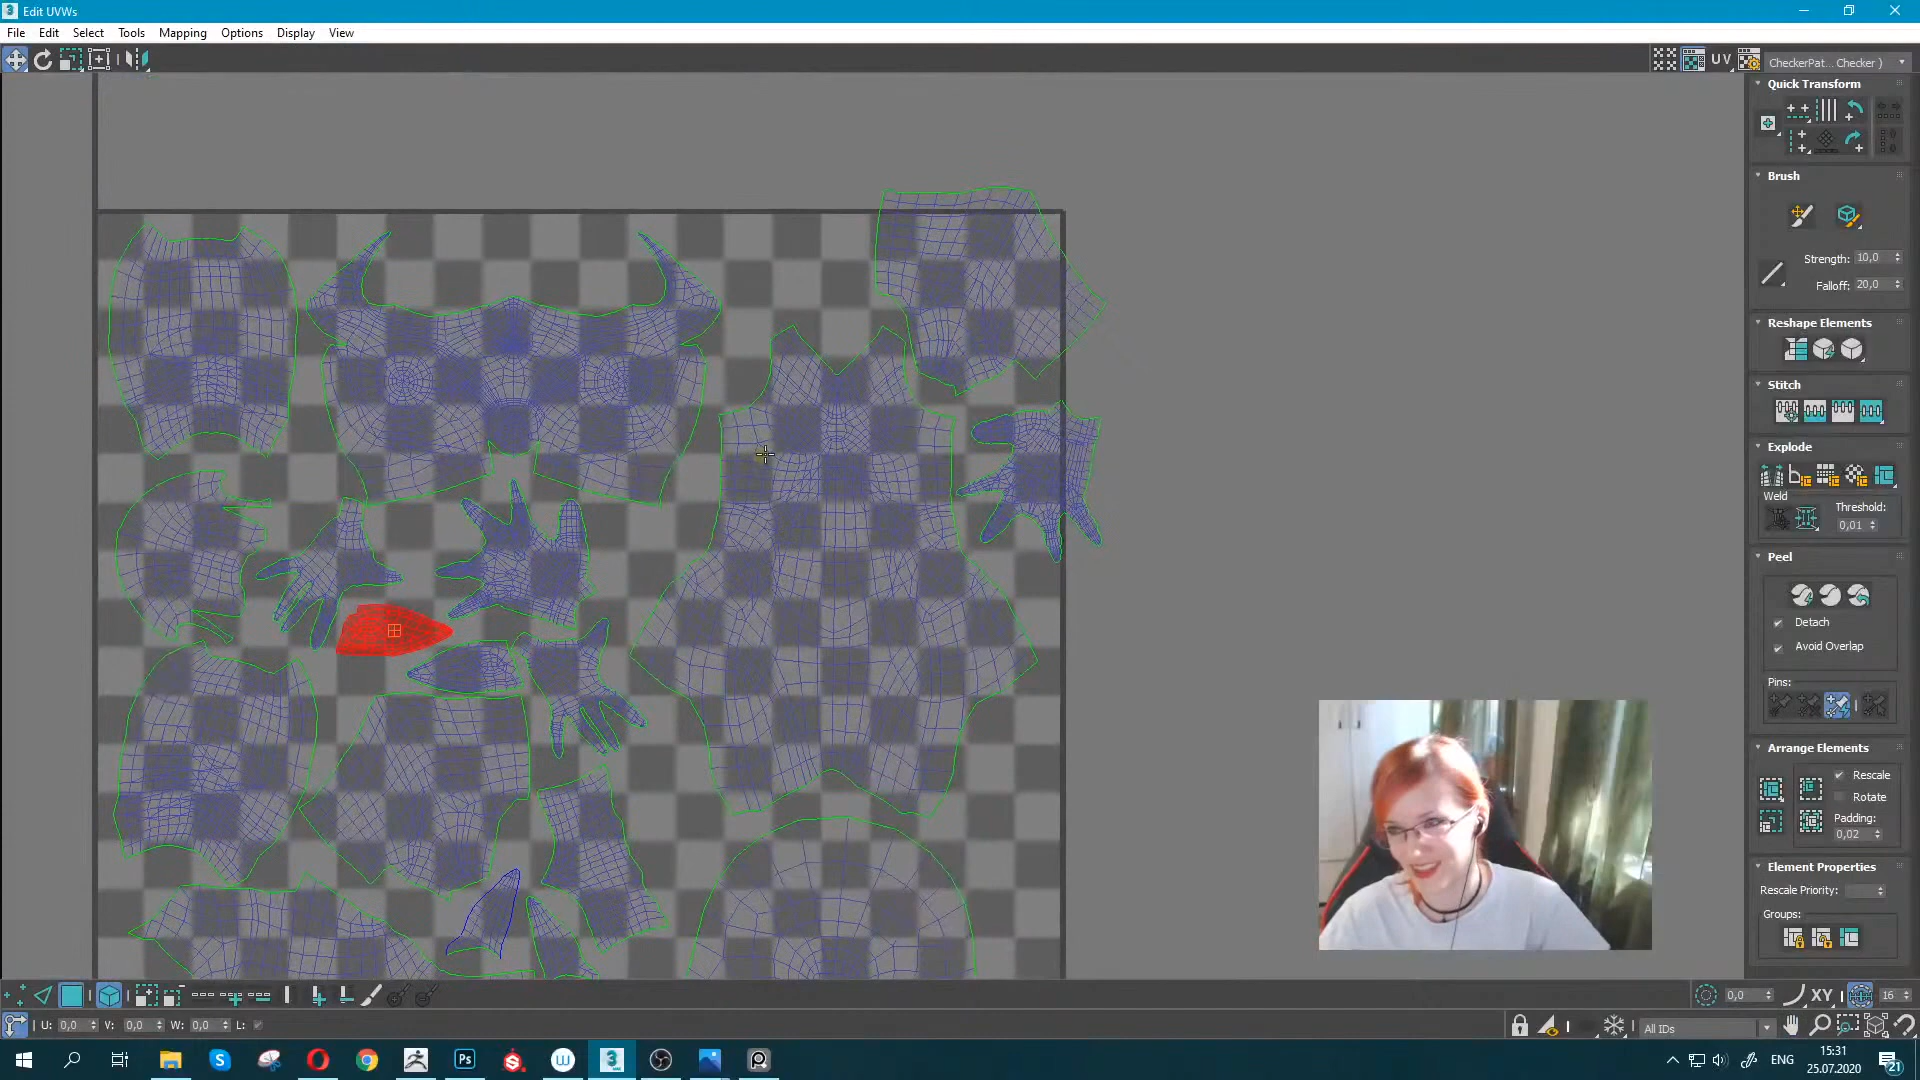 Edit UVWs
File Edit Select Tools Mapping Options Display View
UV CheckerPat... Checker )
Quick Transform
Brush
Strength: 10,0
Falloff: 20,0
Reshape Elements
Stitch
Explode
Weld
Threshold:
0,01
Peel
Detach
Avoid Overlap
Pins:
Arrange Elements
Rescale
Rotate
Padding:
0,02
Element Properties
Rescale Priority:
Groups:
0,0 XY 16
U: 0,0 V: 0,0 W: 0,0 L: All IDs
Ps W 3 ENG 15:31
25.07.2020 21